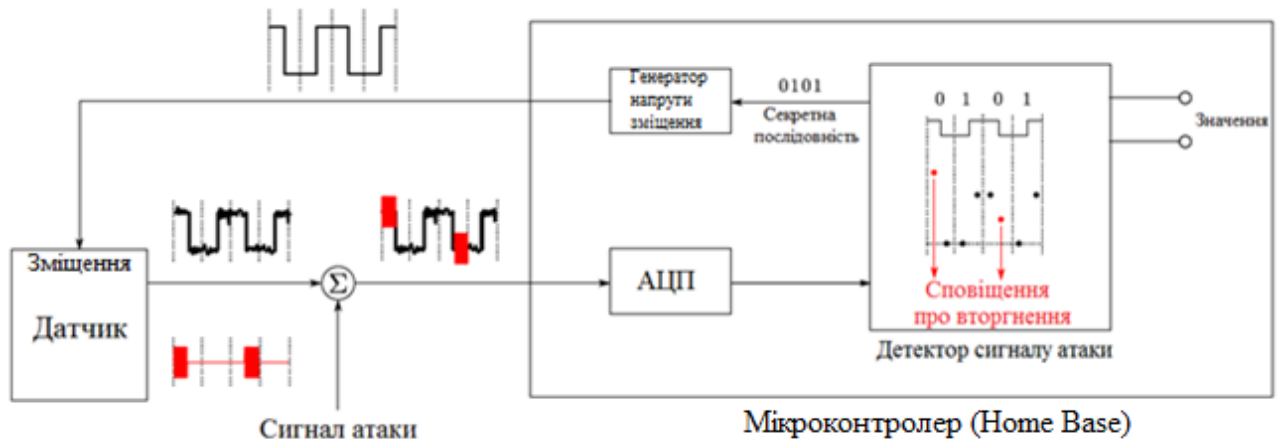 Генератор
напруги
зміщення
0101
Секретна
послідовність
0 1 0 1
Значення
Зміщення
Датчик
Σ
АЦП
Сповіщення
про вторгнення
Детектор сигналу атаки
Сигнал атаки
Мікроконтролер (Home Base)